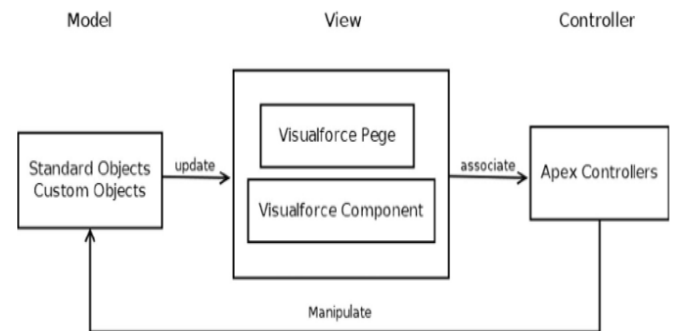 Model
View
Controller
Visualforce Pege
Standard Objects
Custom Objects
update
associate
Apex Controllers
Visualforce Component
Manipulate